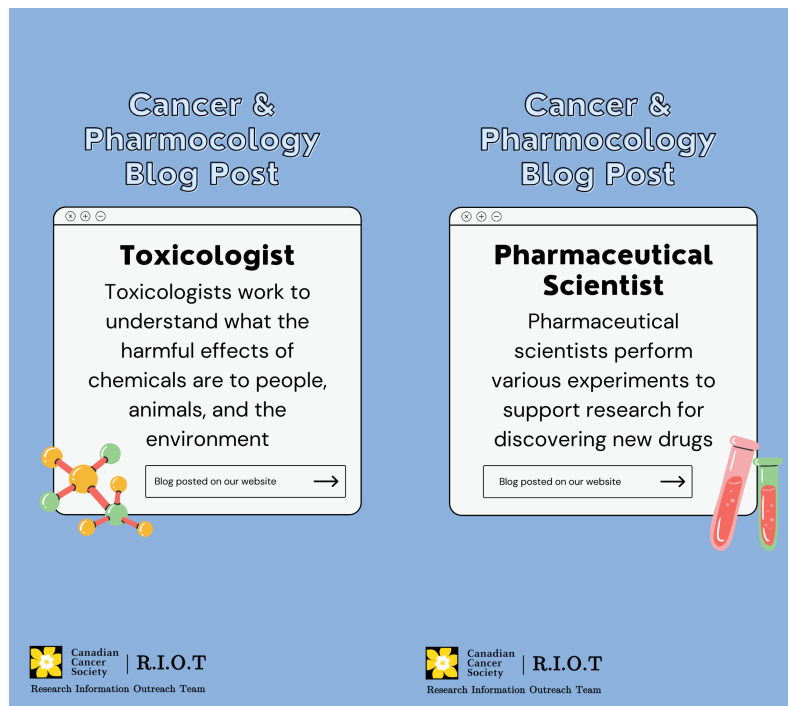 Cancer &
Pharmocology
Blog Post
Toxicologist
Toxicologists work to
understand what the
harmful effects of
chemicals are to people,
animals, and the
environment
Blog posted on our website
Canadian
Cancer
Society
R.I.O.T
Research Information Outreach Team
Cancer &
Pharmocology
Blog Post
Pharmaceutical
Scientist
Pharmaceutical
scientists perform
various experiments to
support research for
discovering new drugs
Blog posted on our website
Canadian
Cancer
Society
R.I.O.T
Research Information Outreach Team